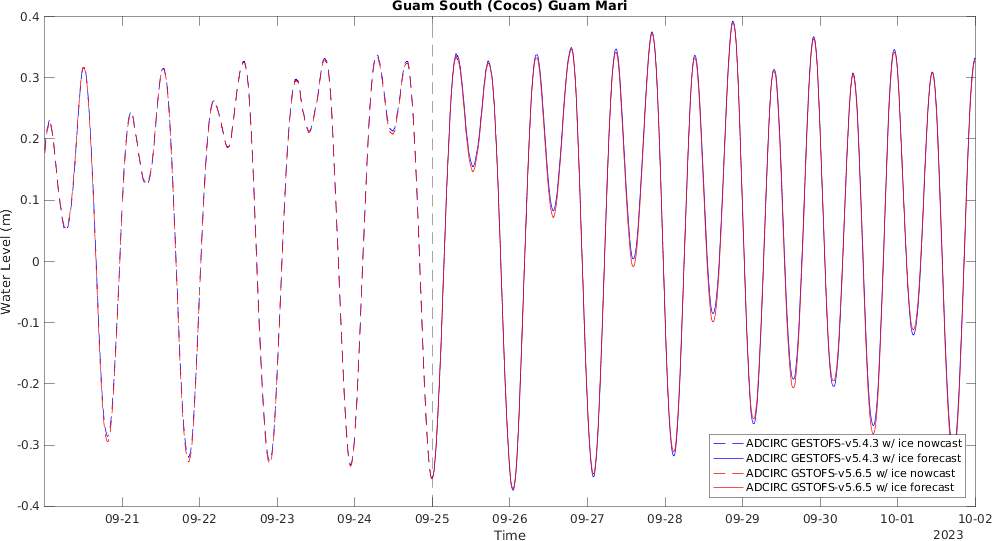 Guam South (Cocos) Guam Mari
0.4
0.3
0.2
0.1
0
-0.1
-0.2
-0.3
-0.4
Water Level (m)
09-21 09-22 09-23 09-24 09-25 09-26 09-27 09-28 09-29 09-30 10-01 10-02
Time
2023
ADCIRC GESTOFS-v5.4.3 w/ ice nowcast
ADCIRC GESTOFS-v5.4.3 w/ ice forecast
ADCIRC GSTOFS-v5.6.5 w/ ice nowcast
ADCIRC GSTOFS-v5.6.5 w/ ice forecast